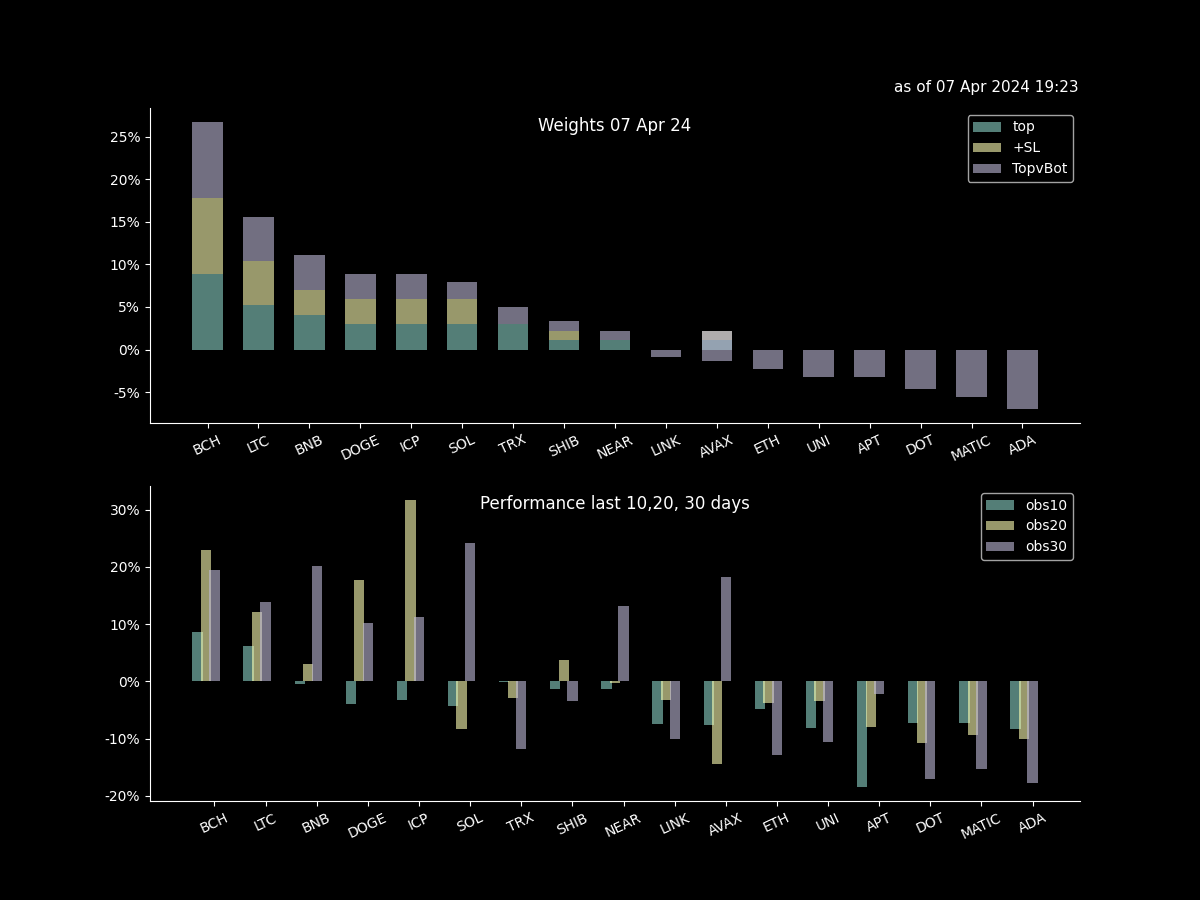 as of 07 Apr 2024 19:23
Weights 07 Apr 24
top
+SL
TopvBot
25%
20%
15%
10%
5%
0%
-5%
BCH LTC BNB DOGE ICP SOL TRX SHIB NEAR LINK AVAX ETH UNI APT DOT MATIC ADA
Performance last 10,20, 30 days
obs10
obs20
obs30
30%
20%
10%
0%
-10%
-20%
BCH LTC BNB DOGE ICP SOL TRX SHIB NEAR LINK AVAX ETH UNI APT DOT MATIC ADA